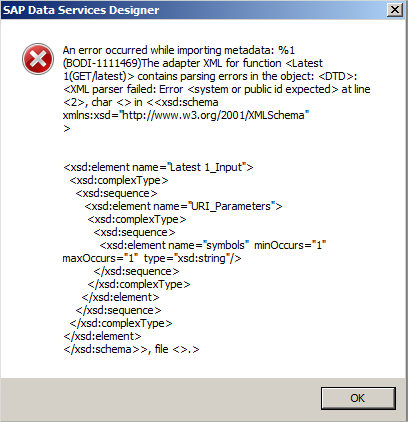 SAP Data Services Designer
An error occurred while importing metadata: %1
(BODI-1111469)The adapter XML for function <Latest
1(GET/latest)> contains parsing errors in the object: <DTD>:
<XML parser failed: Error <system or public id expected> at line
<2>, char <> in <<xsd:schema
xmlns:xsd="http://www.w3.org/2001/XMLSchema"
>
<xsd:element name="Latest 1_Input">
<xsd:complexType>
<xsd:sequence>
<xsd:element name="URI_Parameters">
<xsd:complexType>
<xsd:sequence>
<xsd:element name="symbols" minOccurs="1"
maxOccurs="1" type="xsd:string"/>
</xsd:sequence>
</xsd:complexType>
</xsd:element>
</xsd:sequence>
</xsd:complexType>
</xsd:element>
</xsd:schema>>, file <>.>
OK